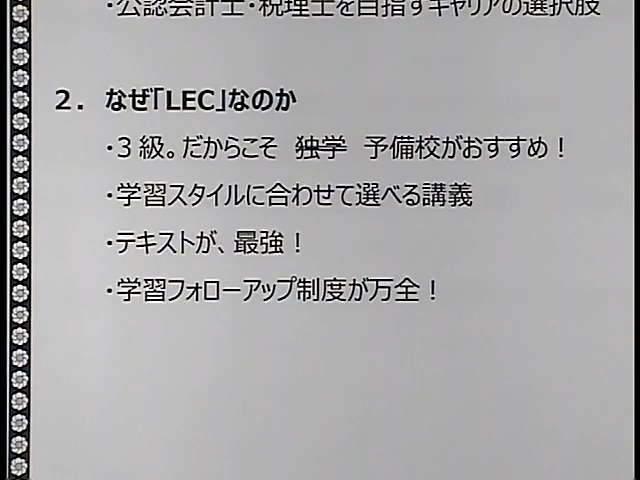 ・公認会計士・税理士を目指すキャリアの選択肢
２．なぜ「LEC」なのか
・３級。だからこそ 独学 予備校がおすすめ！
・学習スタイルに合わせて選べる講義
・テキストが、最強！
・学習フォローアップ制度が万全！